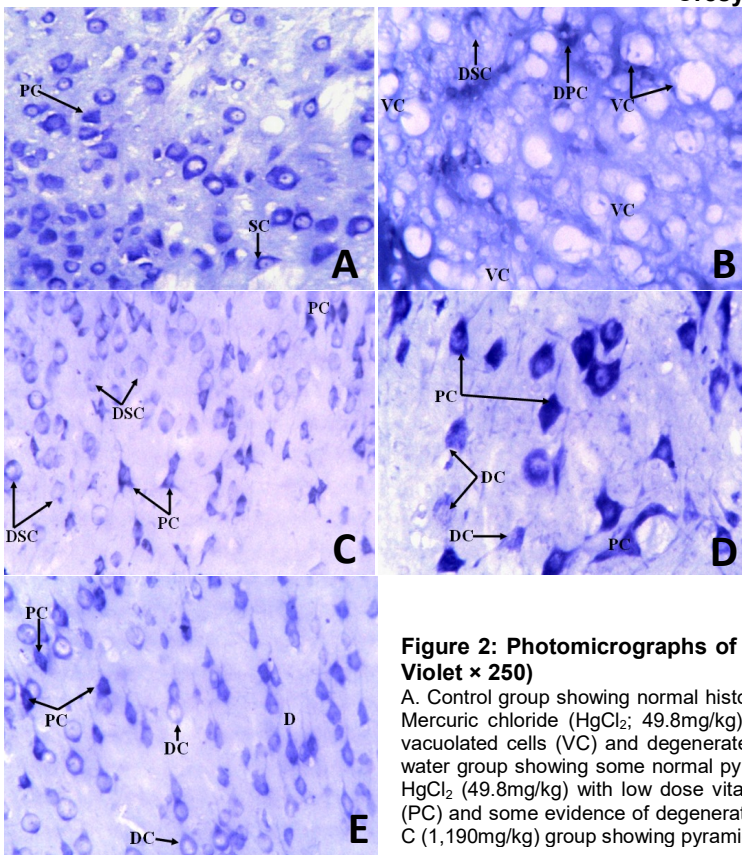 PC
SC
A
DSC
DPC
VC
VC
VC
VC
B
PC
DSC
DSC
PC
C
PC
DC
DC
PC
D
PC
PC
D
DC
DC
E
Figure 2: Photomicrographs of
Violet × 250)
A. Control group showing normal histo
Mercuric chloride (HgCl₂; 49.8mg/kg)
vacuolated cells (VC) and degenerate
water group showing some normal py
HgCl₂ (49.8mg/kg) with low dose vita
(PC) and some evidence of degenerat
C (1,190mg/kg) group showing pyrami